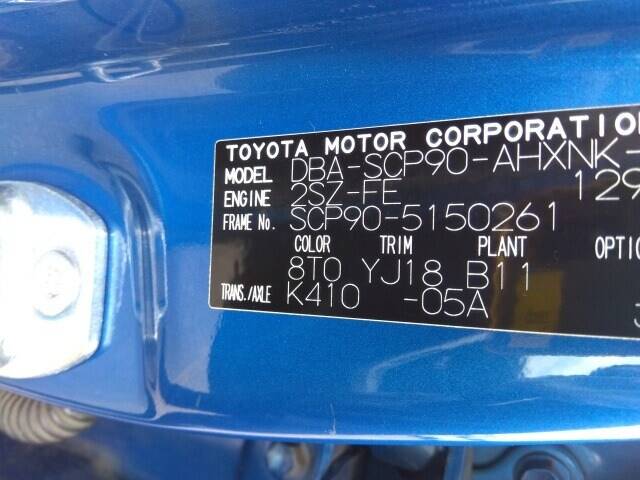 TOYOTA MOTOR CORPORATIO
MODEL DBA-SCP90-AHXNK-
ENGINE 2SZ-FE 129
FRAME No. SCP90-5150261
COLOR TRIM PLANT OPTIO
8T0 YJ18 B11
TRANS./AXLE K410 -05A